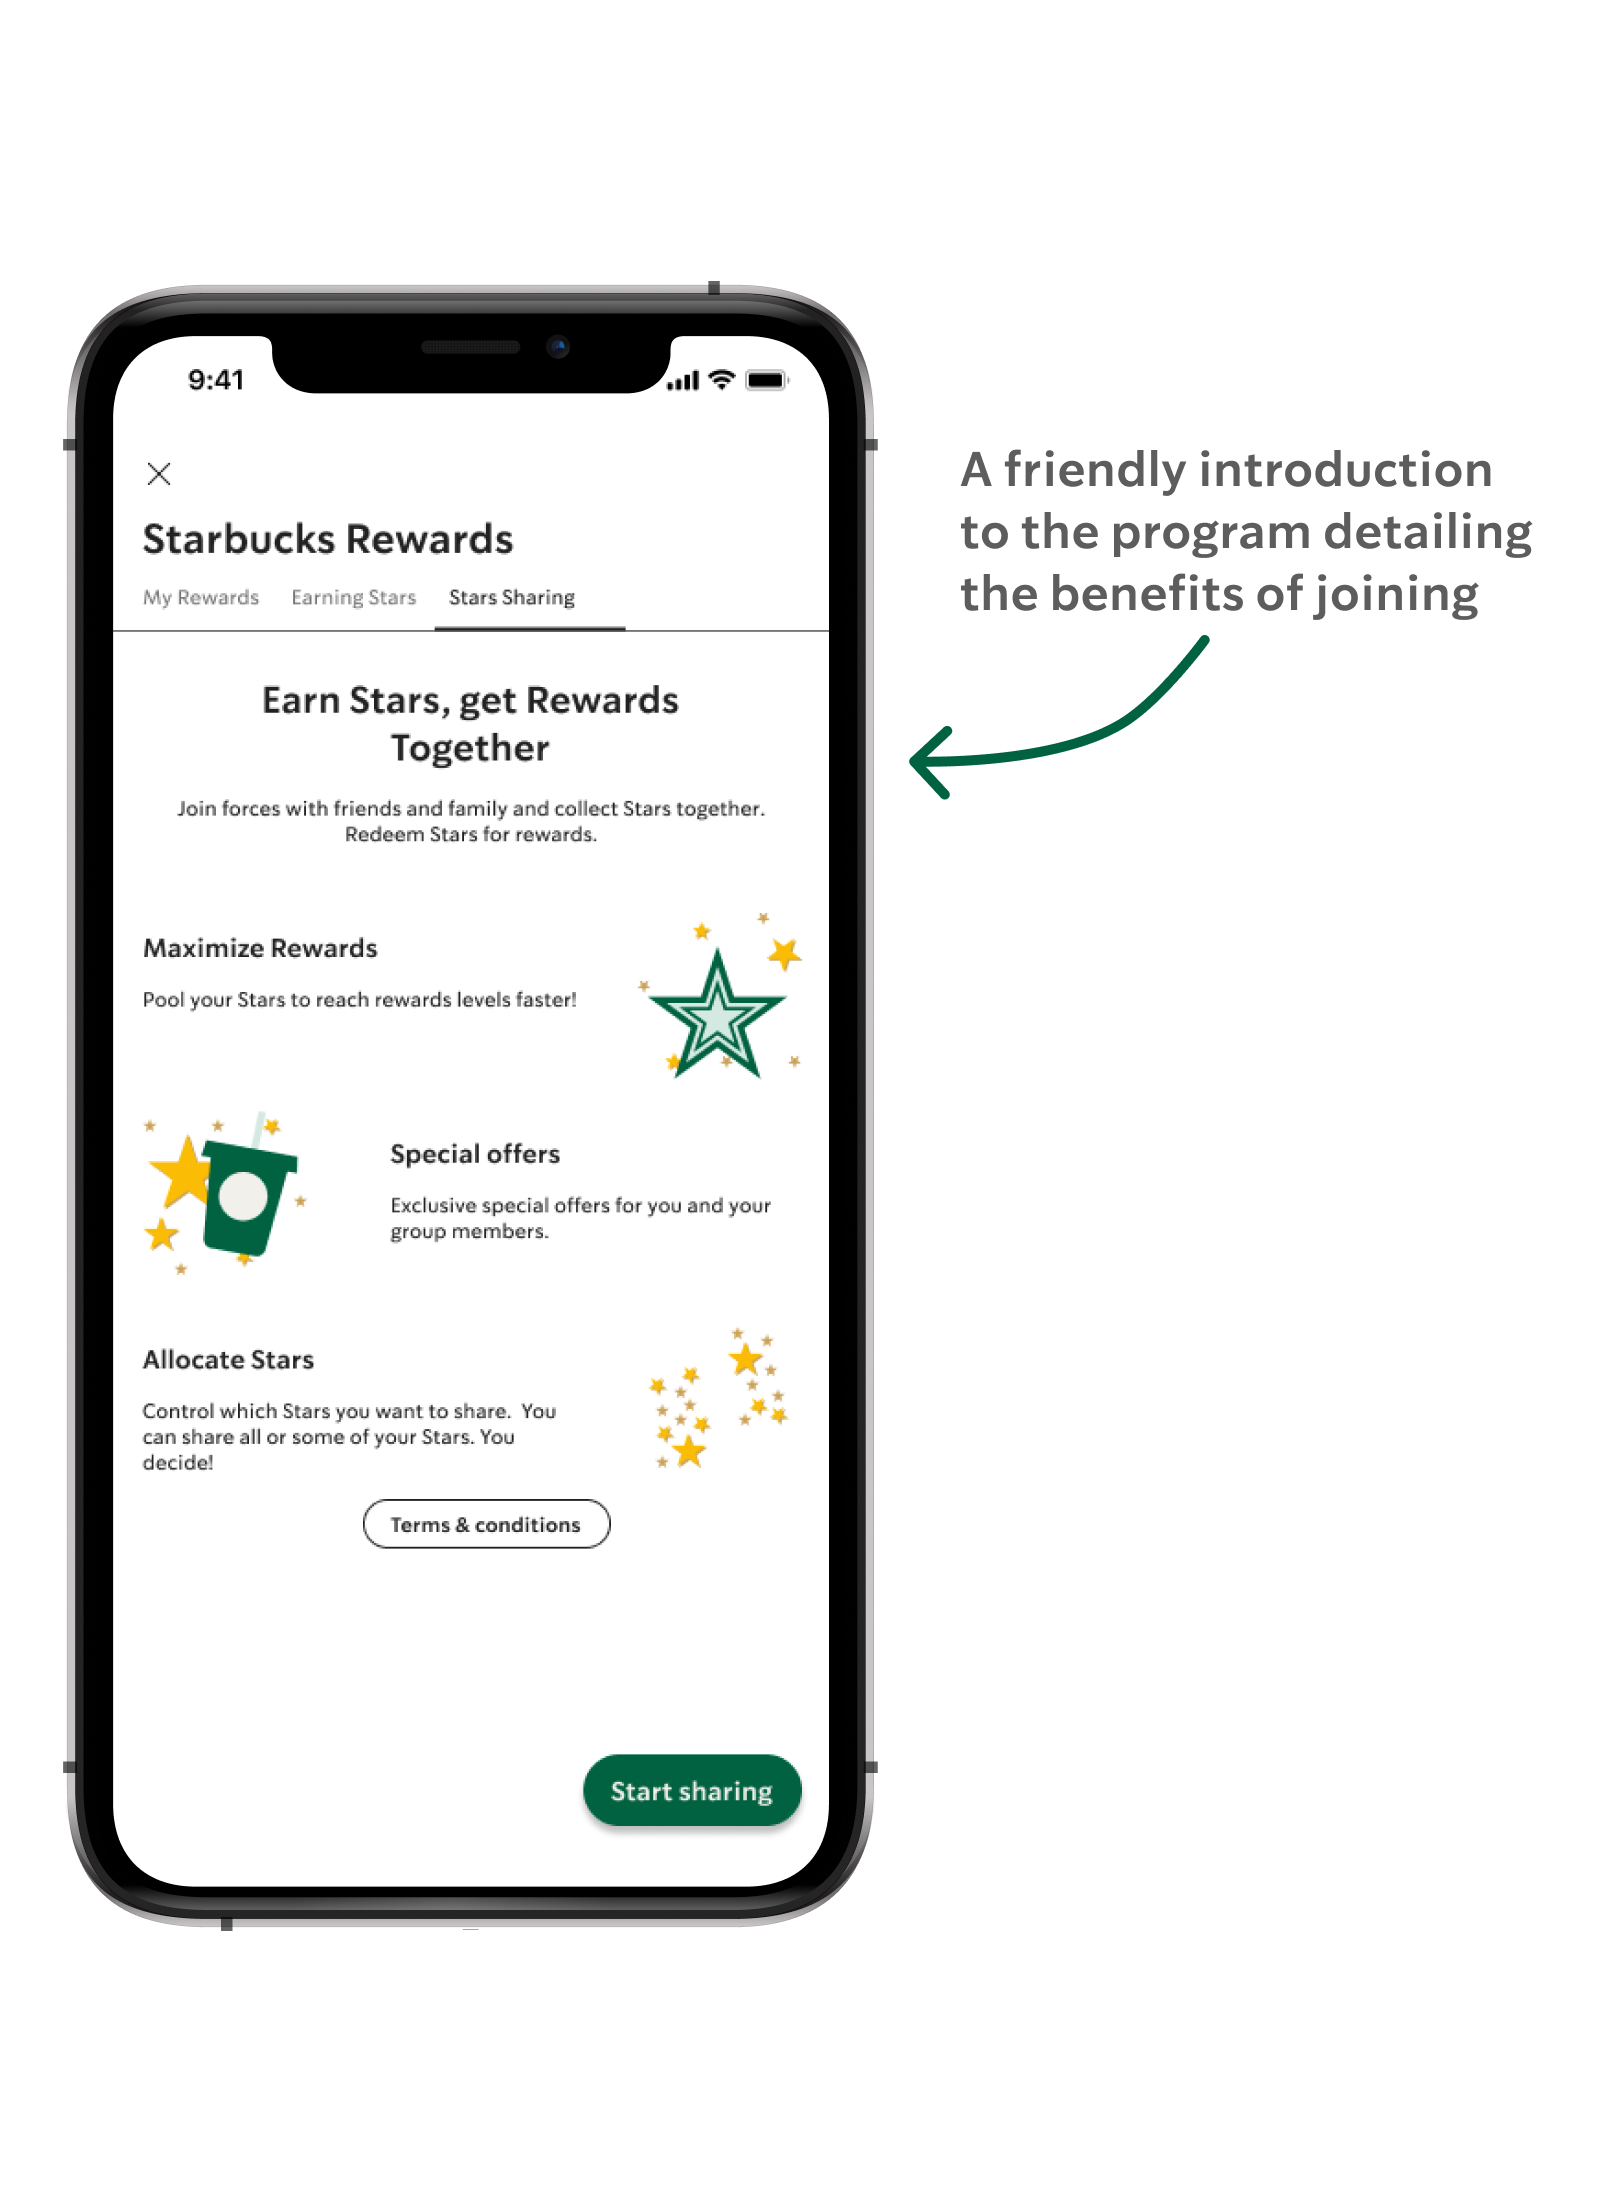 9:41
Starbucks Rewards
My Rewards Earning Stars Stars Sharing
Earn Stars, get Rewards
Together
Join forces with friends and family and collect Stars together.
Redeem Stars for rewards.
Maximize Rewards
Pool your Stars to reach rewards levels faster!
Special offers
Exclusive special offers for you and your
group members.
Allocate Stars
Control which Stars you want to share.  You
can share all or some of your Stars. You
decide!
Terms & conditions
Start sharing
A friendly introduction
to the program detailing
the benefits of joining